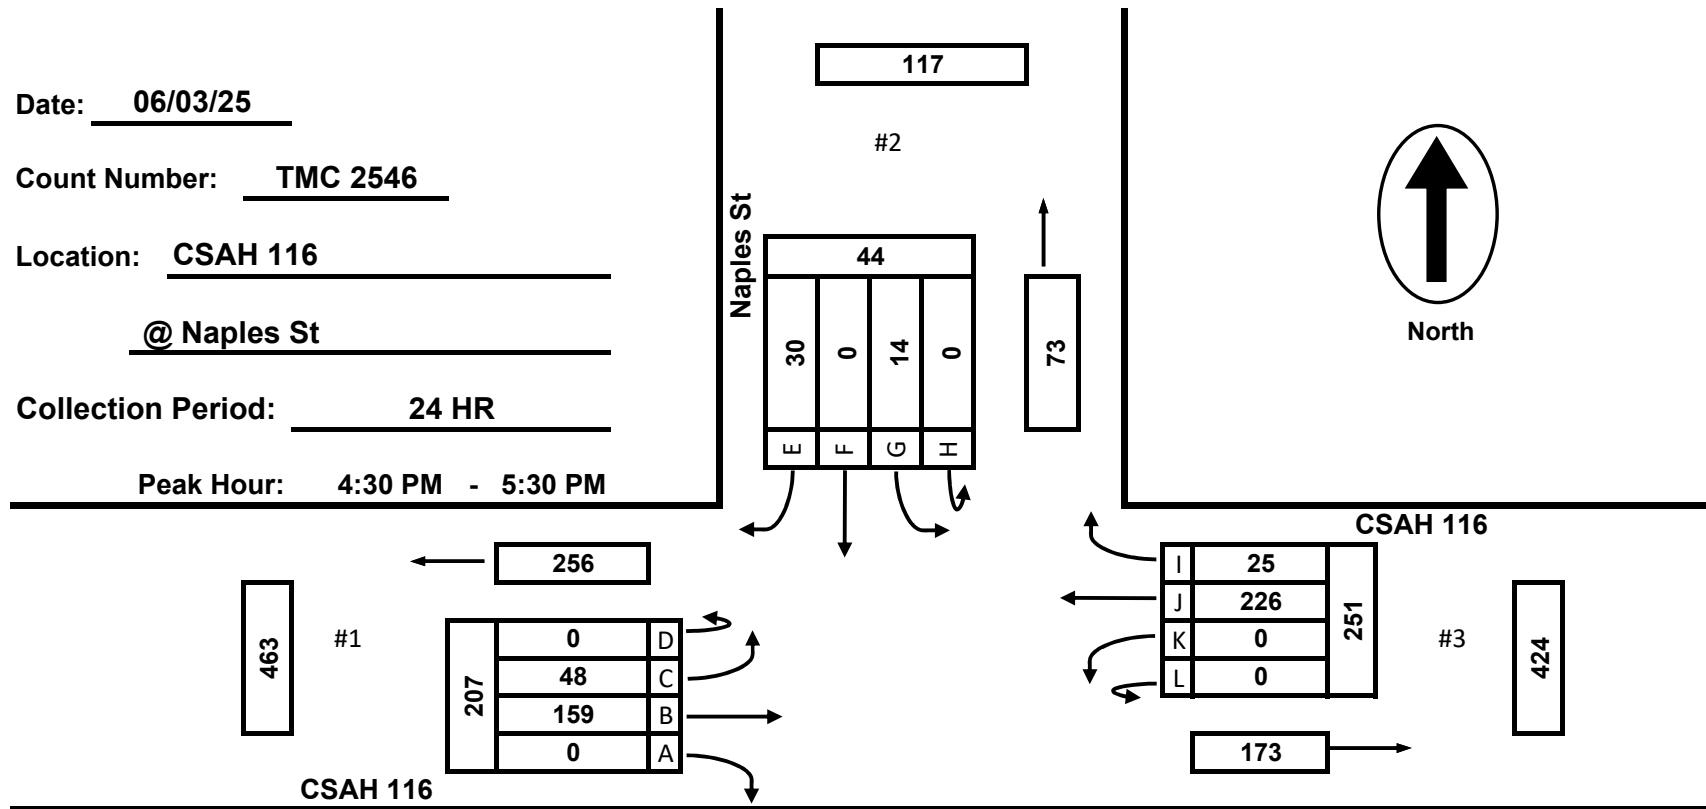 Date: 06/03/25
Count Number: TMC 2546
Location: CSAH 116
@ Naples St
Collection Period: 24 HR
Peak Hour: 4:30 PM - 5:30 PM
117
#2
Naples St
44
30 0 14 0
E F G H
73
North
CSAH 116
256
463
#1
207
0 D
48 C
159 B
0 A
CSAH 116
I 25
J 226
K 0
L 0
251
#3
424
173